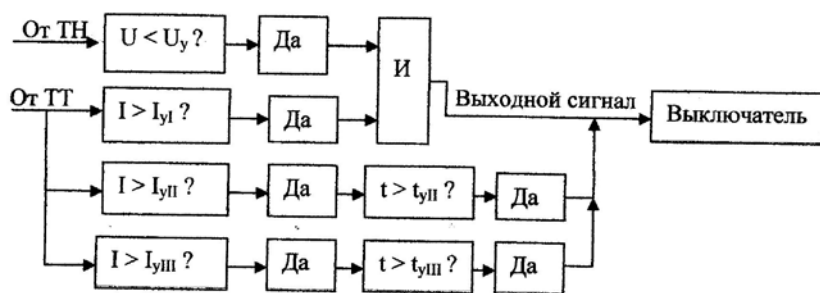 От ТН
U < Uу ?
Да
И
От ТТ
I > IуI ?
Да
Выходной сигнал
Выключатель
I > IуII ?
Да
t > tуII ?
Да
I > IуIII ?
Да
t > tуIII ?
Да